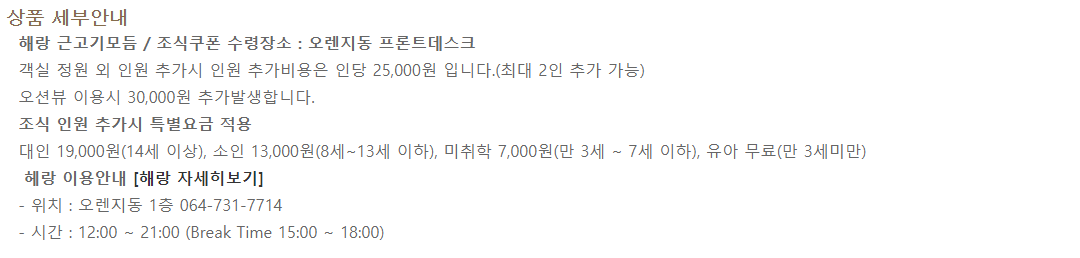 상품 세부안내
해랑 근고기모듬 / 조식쿠폰 수령장소 : 오렌지동 프론트데스크
객실 정원 외 인원 추가시 인원 추가비용은 인당 25,000원 입니다.(최대 2인 추가 가능)
오션뷰 이용시 30,000원 추가발생합니다.
조식 인원 추가시 특별요금 적용
대인 19,000원(14세 이상), 소인 13,000원(8세~13세 이하), 미취학 7,000원(만 3세 ~ 7세 이하), 유아 무료(만 3세미만)
헤랑 이용안내 [해랑 자세히보기]
- 위치 : 오렌지동 1층 064-731-7714
- 시간 : 12:00 ~ 21:00 (Break Time 15:00 ~ 18:00)